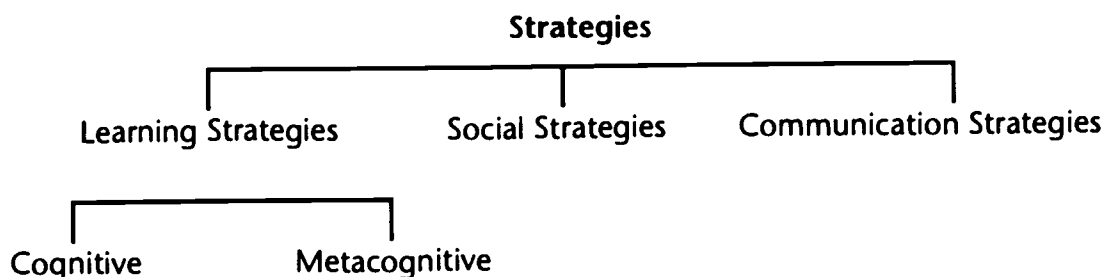 Strategies
Learning Strategies Social Strategies Communication Strategies
Cognitive Metacognitive